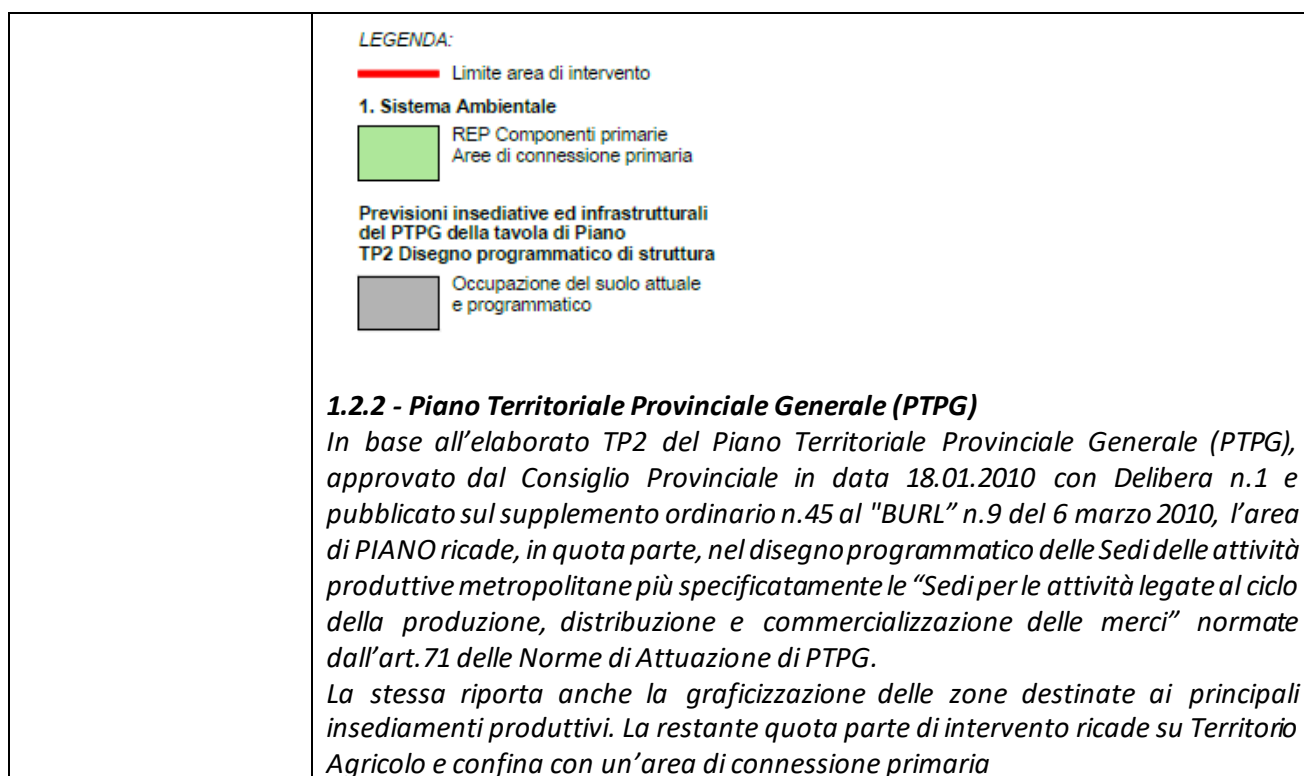 LEGENDA:
Limite area di intervento
1. Sistema Ambientale
REP Componenti primarie
Aree di connessione primaria
Previsioni insediative ed infrastrutturali
del PTPG della tavola di Piano
TP2 Disegno programmatico di struttura
Occupazione del suolo attuale
e programmatico
1.2.2 - Piano Territoriale Provinciale Generale (PTPG)
In base all’elaborato TP2 del Piano Territoriale Provinciale Generale (PTPG),
approvato dal Consiglio Provinciale in data 18.01.2010 con Delibera n.1 e
pubblicato sul supplemento ordinario n.45 al "BURL” n.9 del 6 marzo 2010, l’area
di PIANO ricade, in quota parte, nel disegno programmatico delle Sedi delle attività
produttive metropolitane più specificatamente le “Sedi per le attività legate al ciclo
della produzione, distribuzione e commercializzazione delle merci” normate
dall’art.71 delle Norme di Attuazione di PTPG.
La stessa riporta anche la graficizzazione delle zone destinate ai principali
insediamenti produttivi. La restante quota parte di intervento ricade su Territorio
Agricolo e confina con un’area di connessione primaria